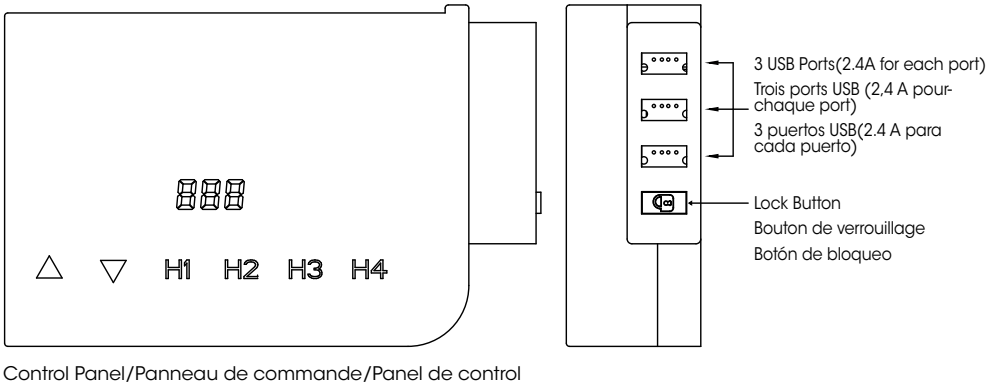 888
H1 H2 H3 H4
3 USB Ports(2.4A for each port)
Trois ports USB (2,4 A pour-
chaque port)
3 puertos USB(2.4 A para
cada puerto)
Lock Button
Bouton de verrouillage
Botón de bloqueo
Control Panel/Panneau de commande/Panel de control